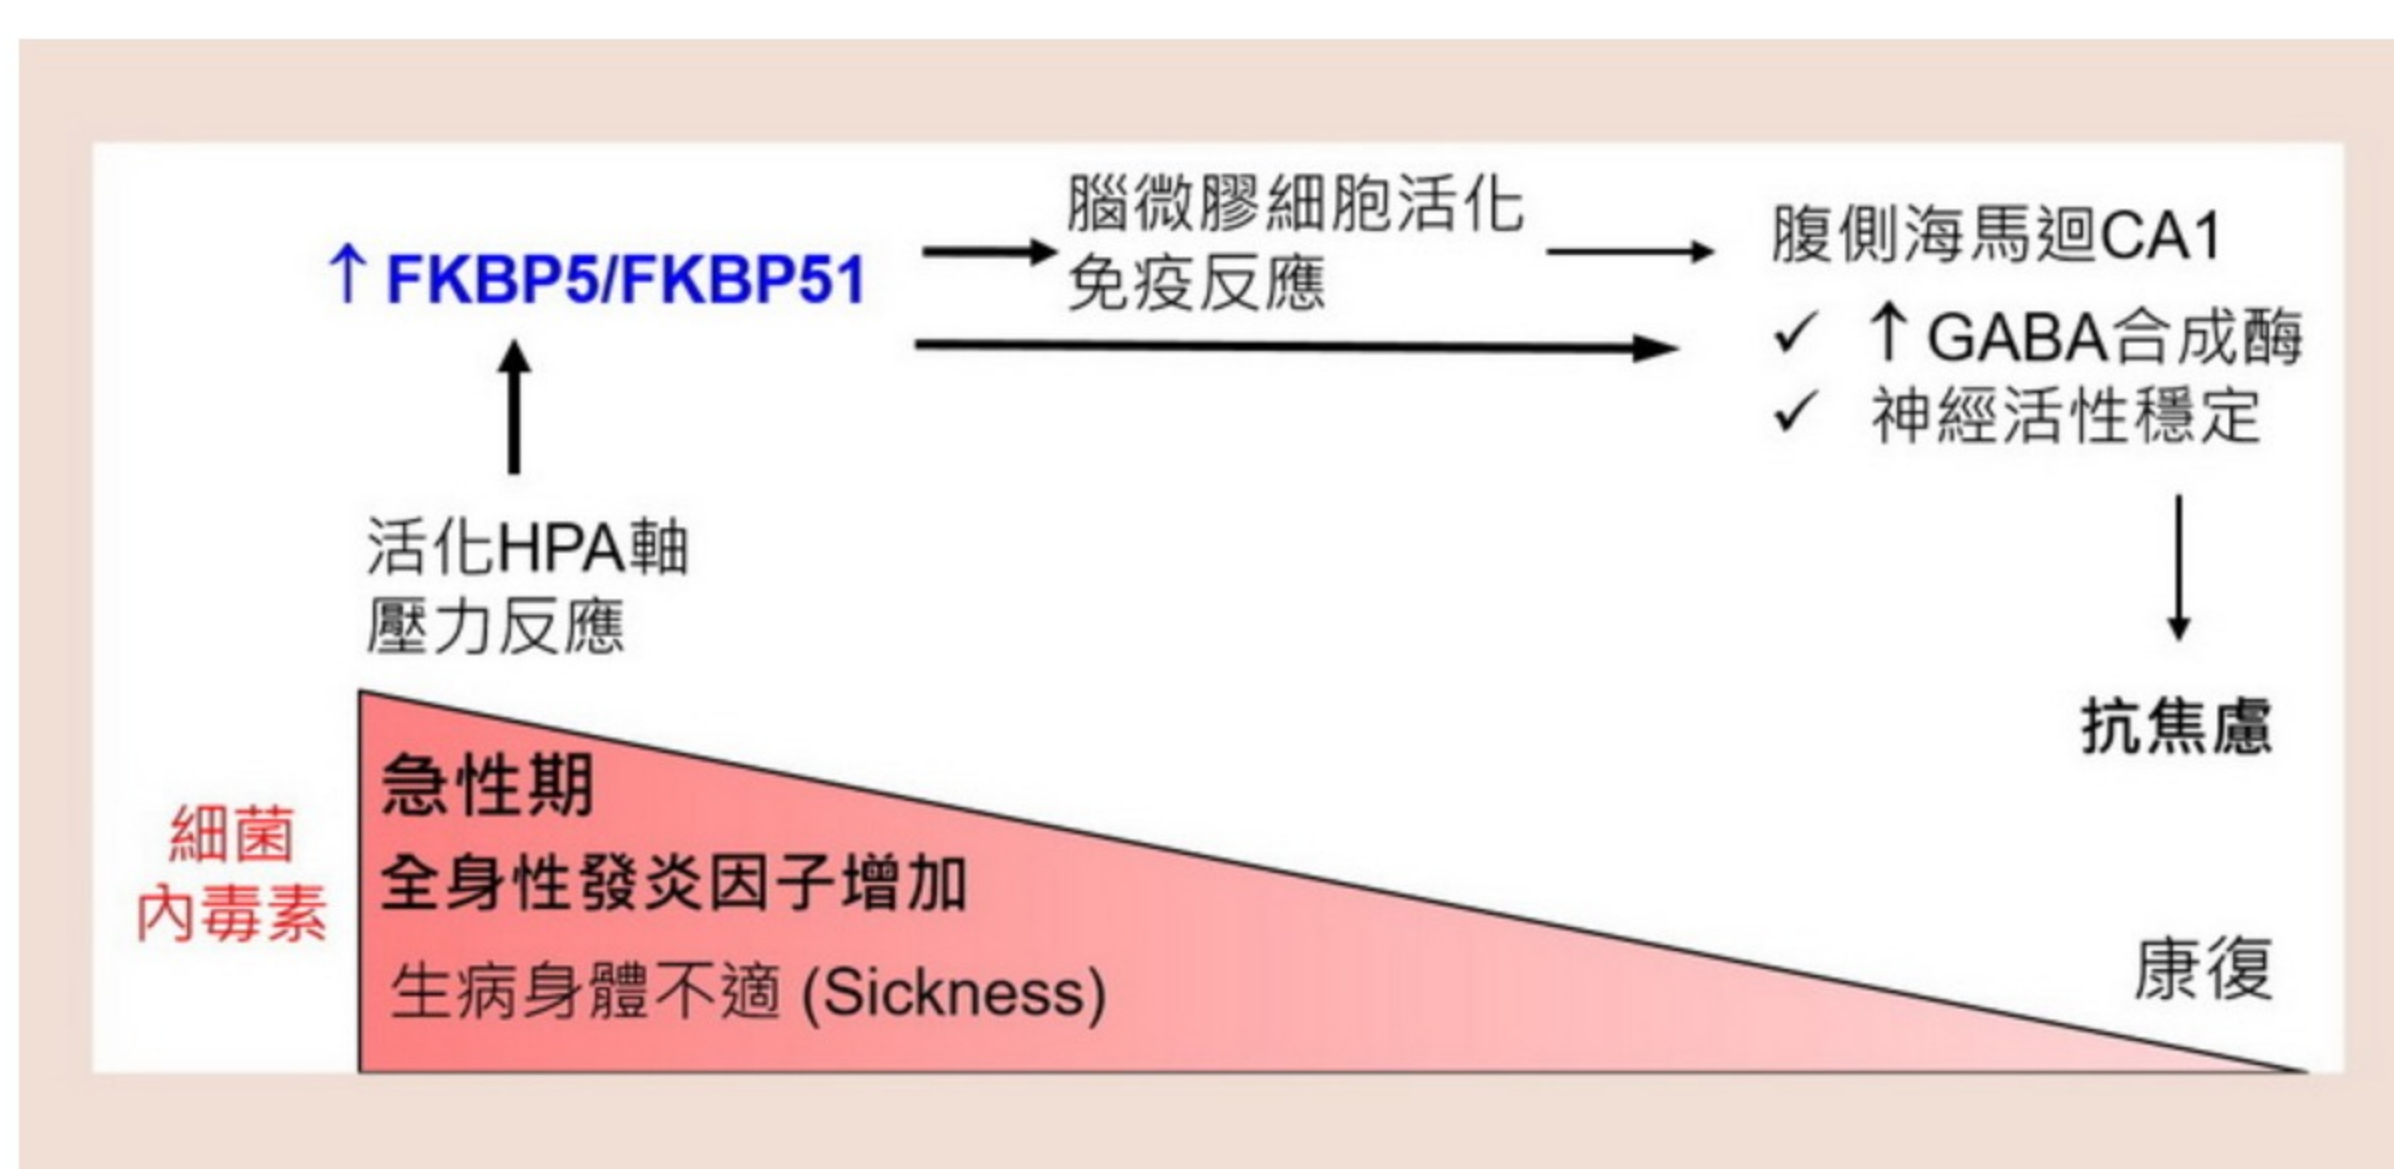 ↑FKBP5/FKBP51
腦微膠細胞活化
免疫反應
腹側海馬迴CA1
✓ ↑GABA合成酶
✓ 神經活性穩定
活化HPA軸
壓力反應
抗焦慮
急性期
全身性發炎因子增加
生病身體不適 (Sickness)
細菌
內毒素
康復